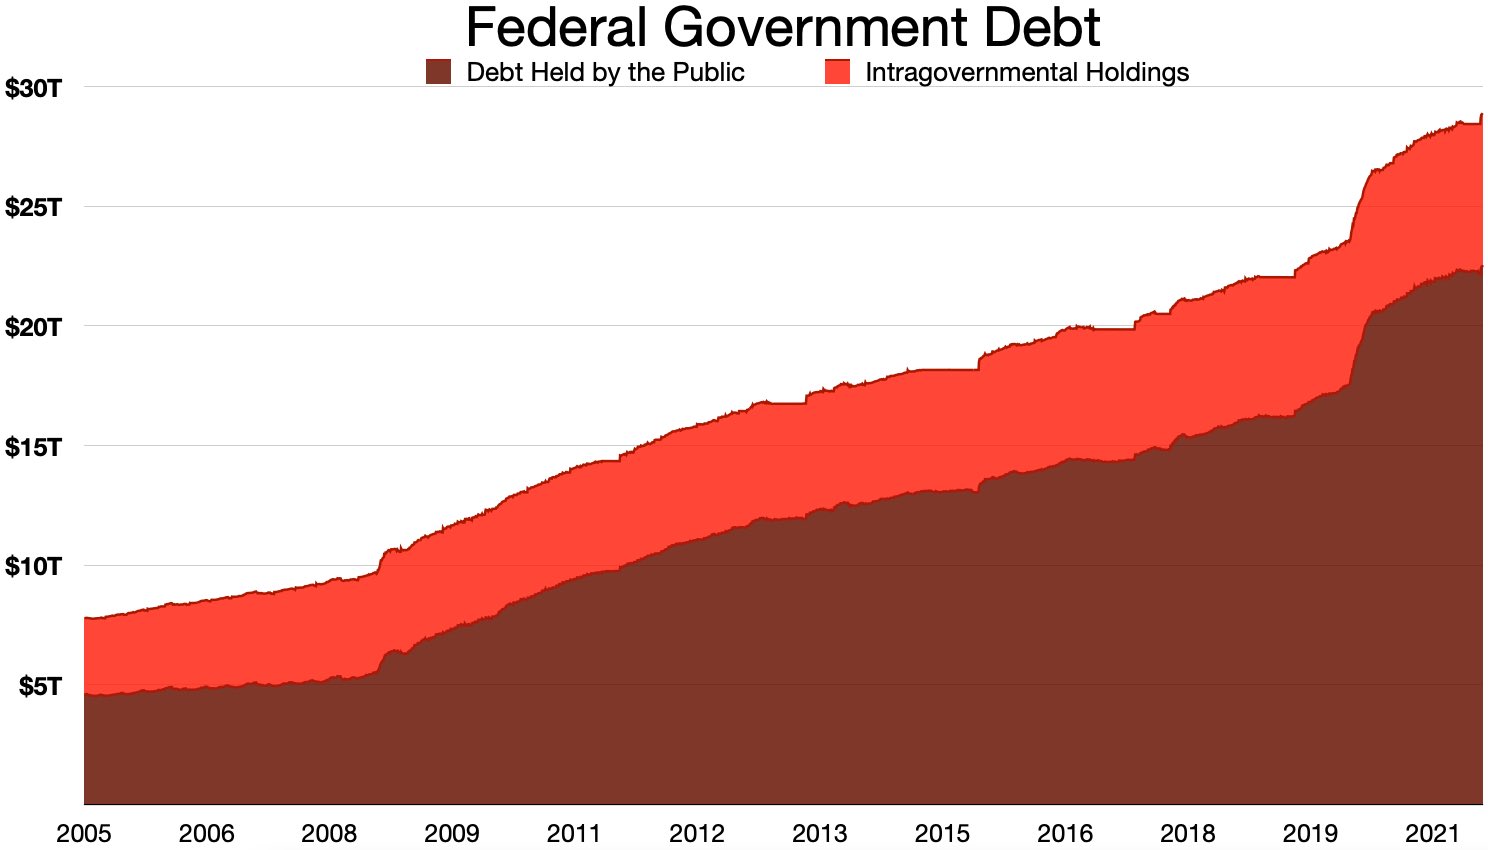 Federal Government Debt
Debt Held by the Public
Intragovernmental Holdings
$30T
$25T
$20T
$15T
$10T
$5T
2005 2006 2008 2009 2011 2012 2013 2015 2016 2018 2019 2021